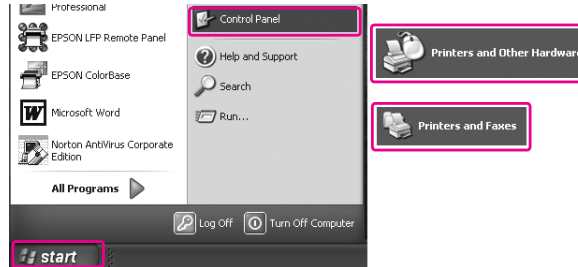 Professional
EPSON LFP Remote Panel
EPSON ColorBase
Microsoft Word
Norton AntiVirus Corporate
Edition
All Programs
Control Panel
Help and Support
Search
Run...
Log Off
Turn Off Computer
start
Printers and Other Hardware
Printers and Faxes